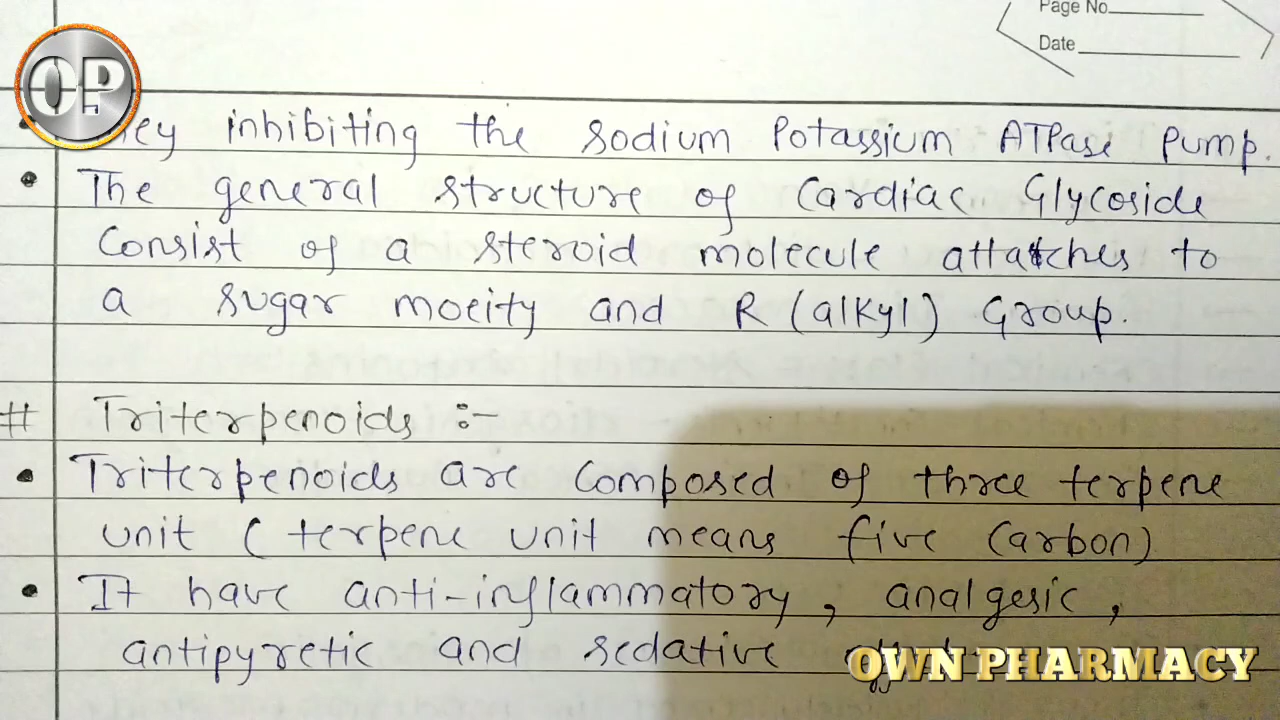 Page No
Date
OP
hey inhibiting the sodium Potassium ATPase pump.
• The general structure of Cardiac Glycoside
Consist of a steroid molecule attatches to
a sugar moeity and R (alkyl) Group.
# Triterpenoids :-
• Triterpenoids are composed of three terpene
unit ( terpene unit means five carbon)
• It have anti-inflammatory, analgesic,
antipyretic and sedative
OWN PHARMACY